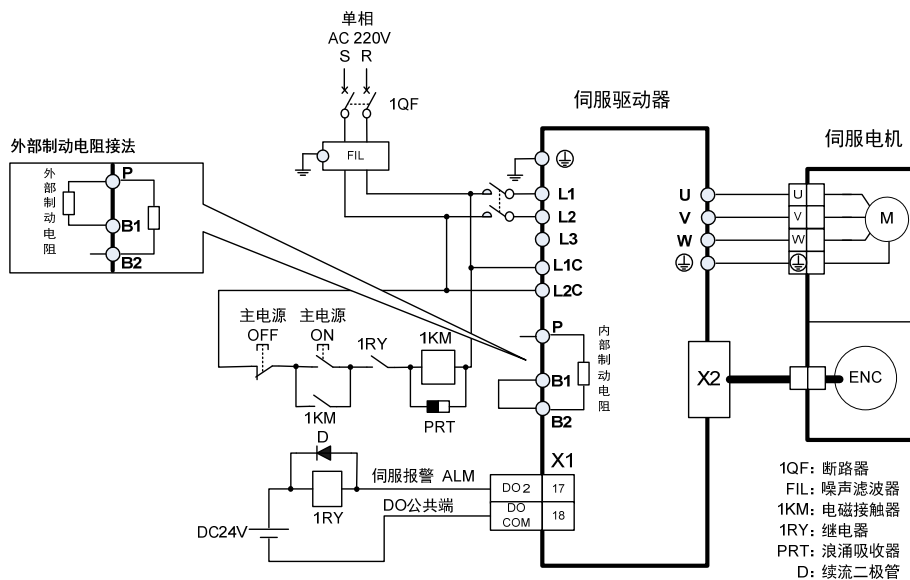 单相
AC 220V
S R
1QF
FIL
外部制动电阻接法
外部制动电阻
P
B1
B2
伺服驱动器
L1
L2
L3
L1C
L2C
P
B1
B2
内部制动电阻
U
V
W
伺服电机
U
V
W
M
X2
ENC
主电源
OFF
主电源
ON
1RY
1KM
1KM
PRT
D
1RY
DC24V
伺服报警 ALM
DO公共端
X1
DO2 17
DO
COM 18
1QF: 断路器
FIL: 噪声滤波器
1KM: 电磁接触器
1RY: 继电器
PRT: 浪涌吸收器
D: 续流二极管